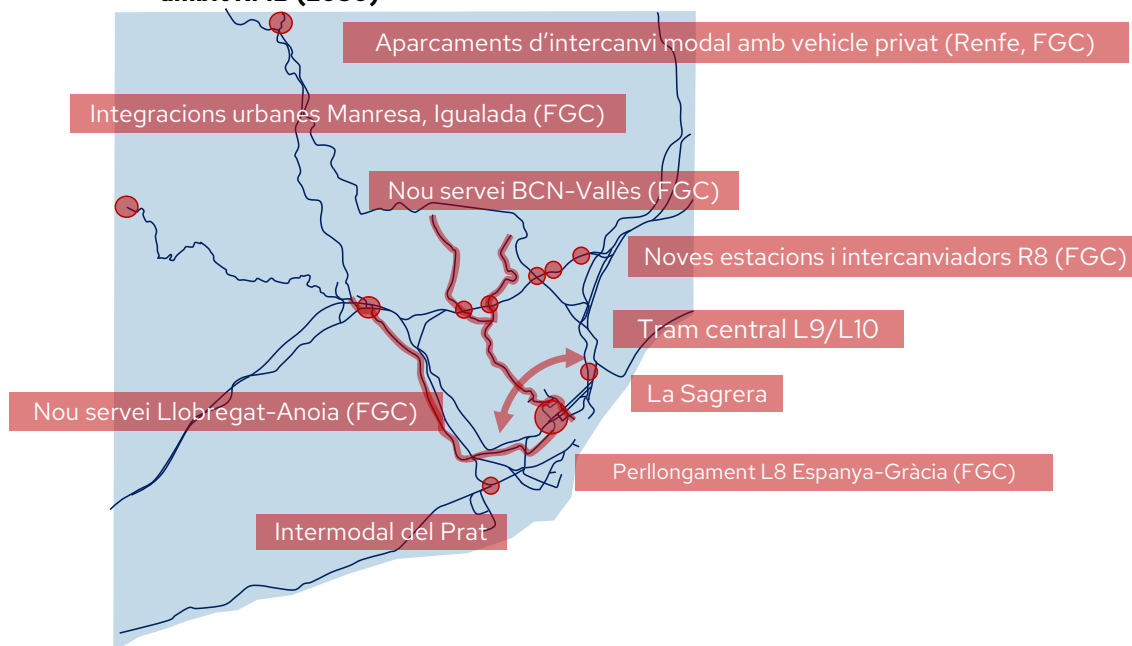 Aparcaments d’intercanvi modal amb vehicle privat (Renfe, FGC)
Integracions urbanes Manresa, Igualada (FGC)
Nou servei BCN-Vallès (FGC)
Noves estacions i intercanviadors R8 (FGC)
Tram central L9/L10
La Sagrera
Nou servei Llobregat-Anoia (FGC)
Perllongament L8 Espanya-Gràcia (FGC)
Intermodal del Prat